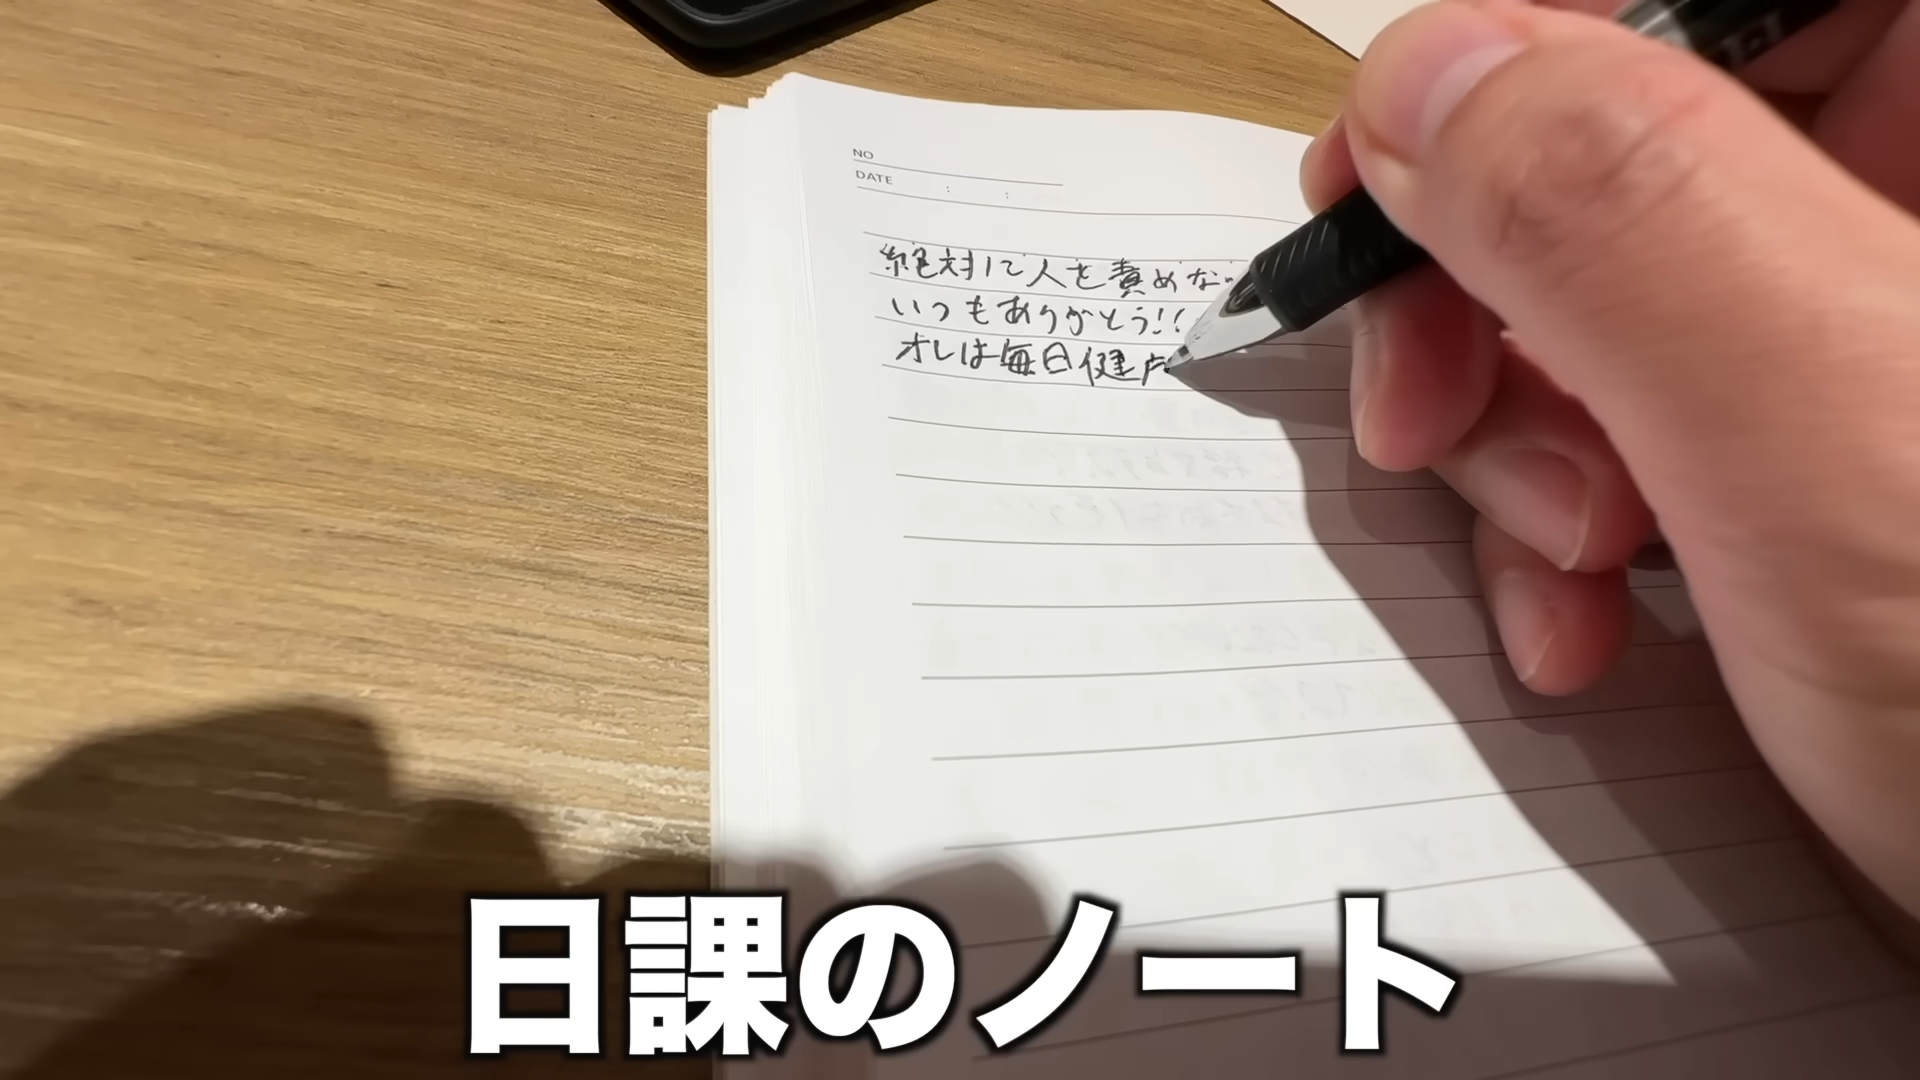 NO
DATE : :
絶対に人を責めない
いつもありがとう!!
オレは毎日健
日課のノート